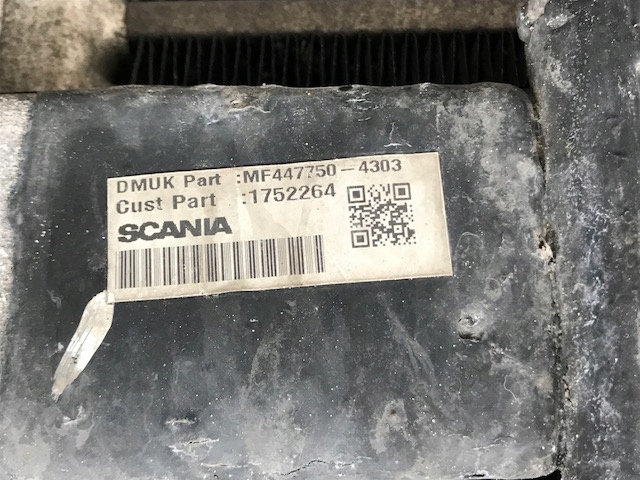 DMUK Part :MF447750-4303
Cust Part :1752264
SCANIA